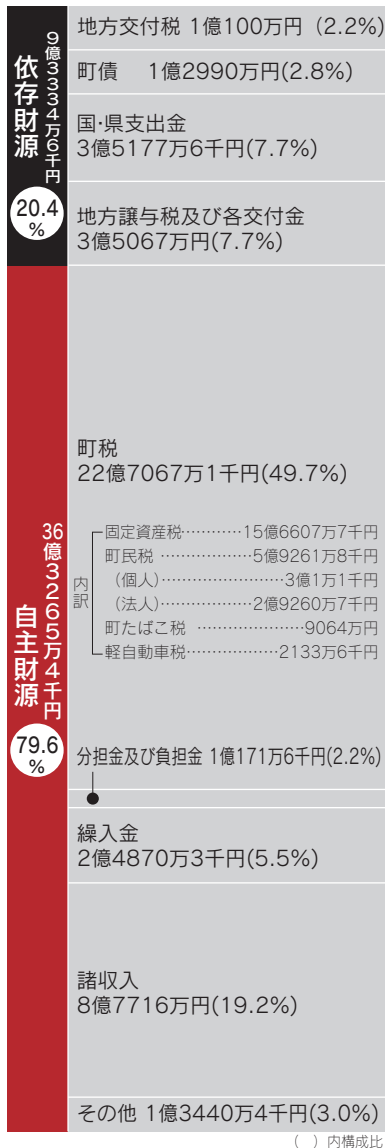 依存財源
9億3334万6千円
20.4
%
地方交付税 1億100万円（2.2%）
町債 1億2990万円(2.8%)
国･県支出金
3億5177万6千円(7.7%)
地方譲与税及び各交付金
3億5067万円(7.7%)
自主財源
36億3265万4千円
79.6
%
町税
22億7067万1千円(49.7%)
内訳
固定資産税…………15億6607万7千円
町民税 …………………5億9261万8千円
（個人）……………………3億1万1千円
（法人）………………2億9260万7千円
町たばこ税 …………………9064万円
軽自動車税………………2133万6千円
分担金及び負担金 1億171万6千円(2.2%)
繰入金
2億4870万3千円(5.5%)
諸収入
8億7716万円(19.2%)
その他 1億3440万4千円(3.0%)
（　）内構成比